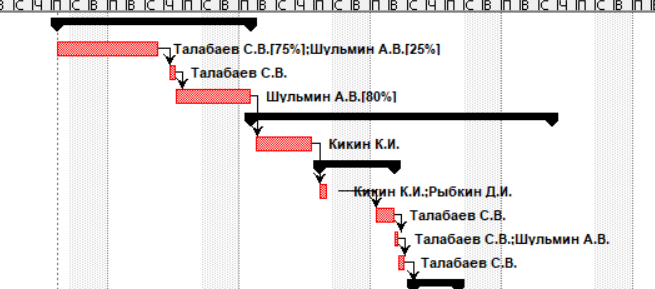 Талабаев С.В.[75%];Шульмин А.В.[25%]
Талабаев С.В.
Шульмин А.В.[80%]
Кикин К.И.
Кикин К.И.;Рыбкин Д.И.
Талабаев С.В.
Талабаев С.В.;Шульмин А.В.
Талабаев С.В.